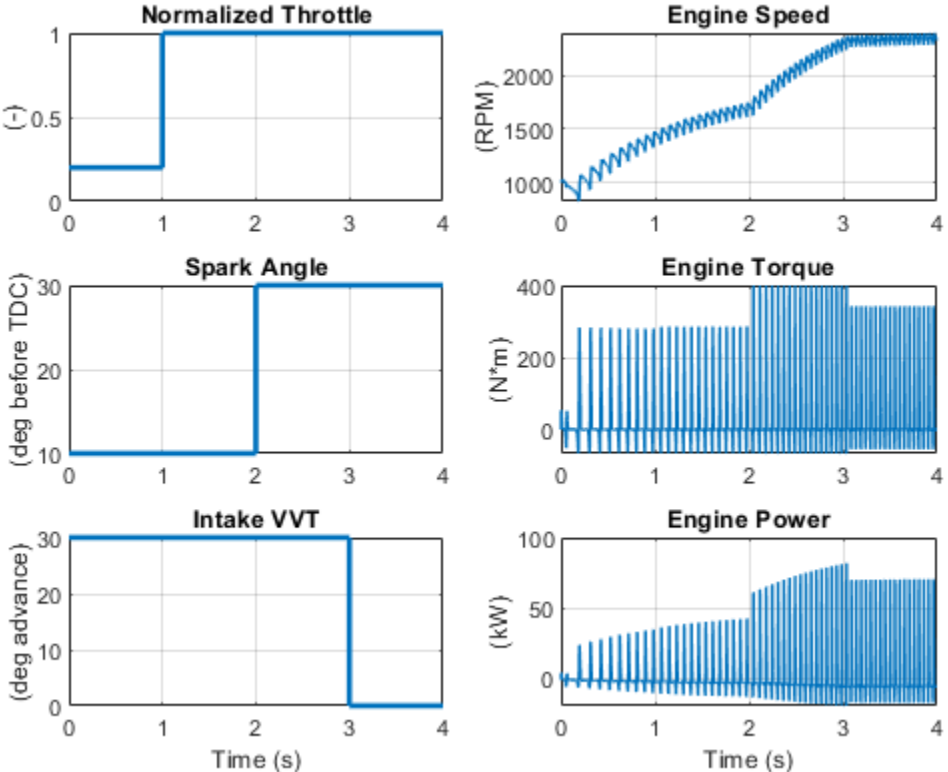 Normalized Throttle
1
0.5
0
(-)
0 1 2 3 4
Engine Speed
2000
1500
1000
(RPM)
0 1 2 3 4
Spark Angle
30
20
10
(deg before TDC)
0 1 2 3 4
Engine Torque
400
200
0
(N*m)
0 1 2 3 4
Intake VVT
30
20
10
0
(deg advance)
0 1 2 3 4
Time (s)
Engine Power
100
50
0
(kW)
0 1 2 3 4
Time (s)